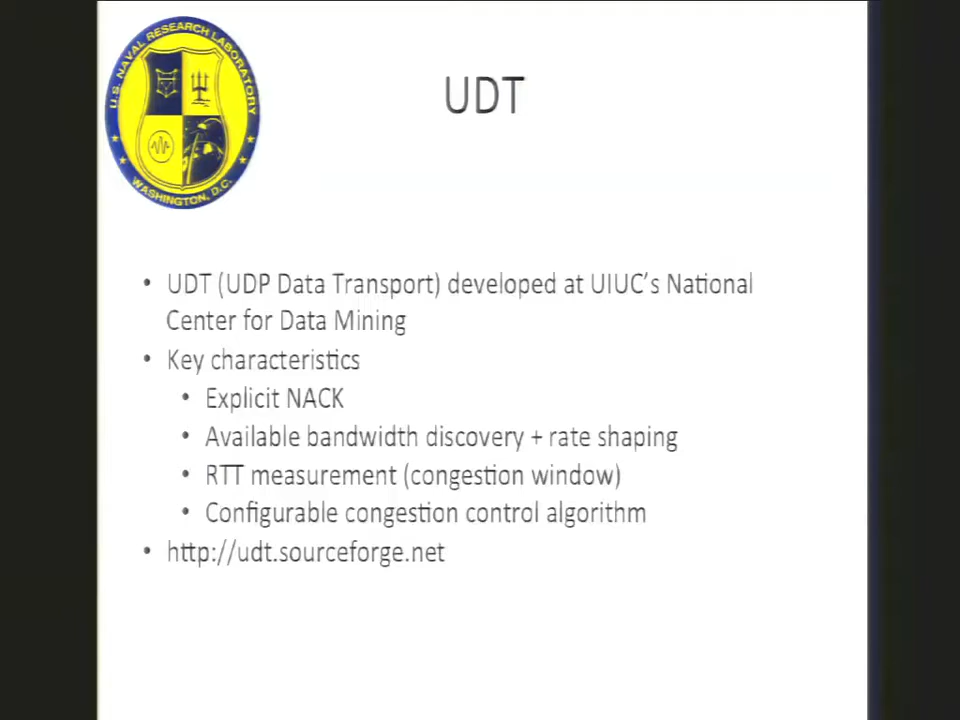 U.S. NAVAL RESEARCH LABORATORY
WASHINGTON, D.C.
UDT
• UDT (UDP Data Transport) developed at UIUC’s National
Center for Data Mining
• Key characteristics
• Explicit NACK
• Available bandwidth discovery + rate shaping
• RTT measurement (congestion window)
• Configurable congestion control algorithm
• http://udt.sourceforge.net